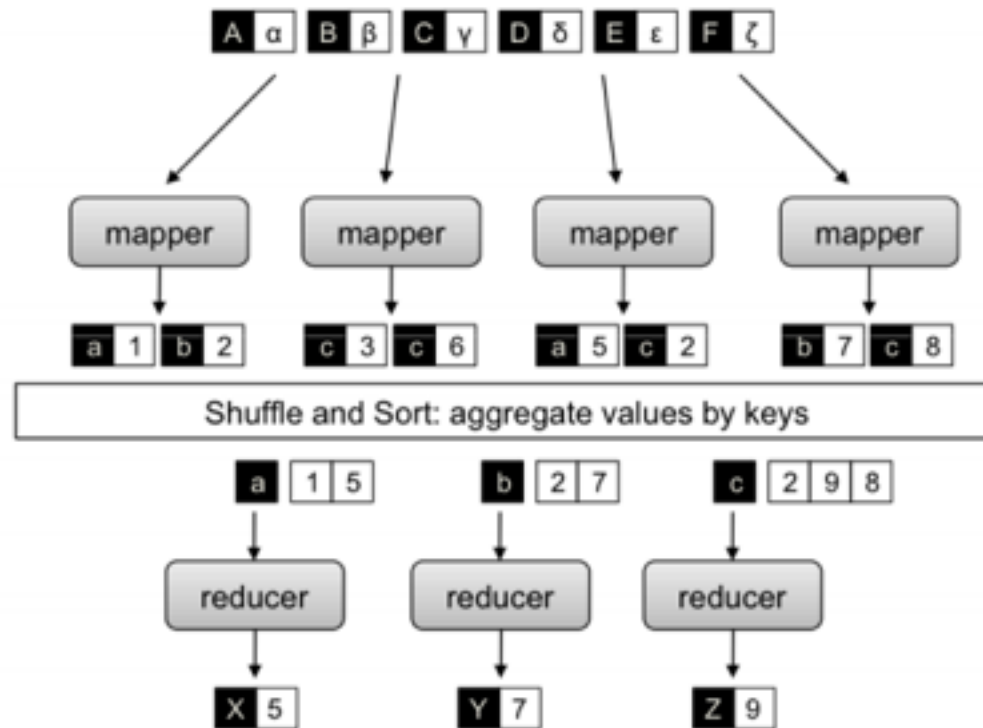 A α B β C γ D δ E ε F ζ
mapper mapper mapper mapper
a 1 b 2 c 3 c 6 a 5 c 2 b 7 c 8
Shuffle and Sort: aggregate values by keys
a 1 5 b 2 7 c 2 9 8
reducer reducer reducer
X 5 Y 7 Z 9